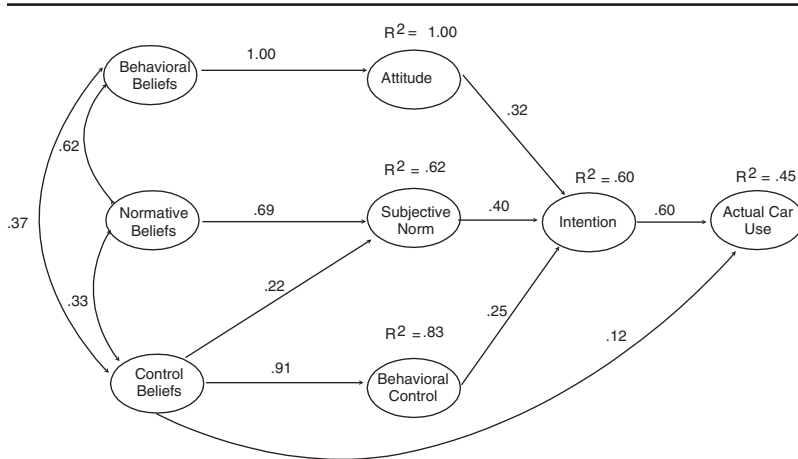 R² = 1.00
Behavioral
Beliefs
1.00
Attitude
.32
.62
R² = .62
R² = .60
R² = .45
.37
Normative
Beliefs
.69
Subjective
Norm
.40
Intention
.60
Actual Car
Use
.22
.33
.25
R² = .83
.12
Control
Beliefs
.91
Behavioral
Control